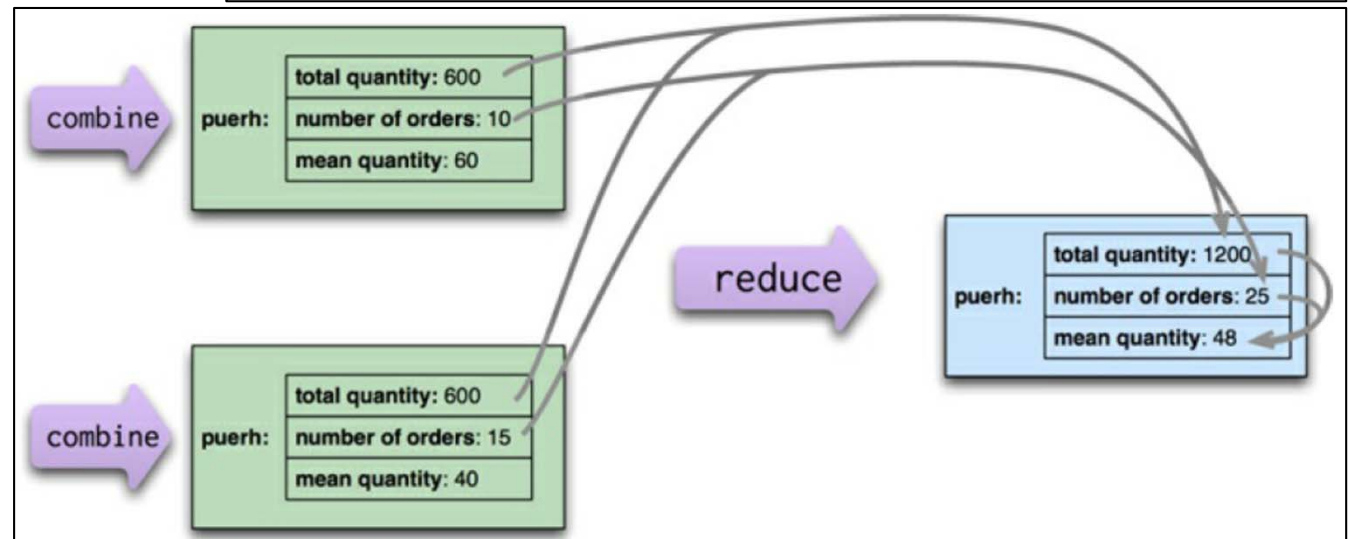 combine
puerh:
total quantity: 600
number of orders: 10
mean quantity: 60
reduce
puerh:
total quantity: 1200
number of orders: 25
mean quantity: 48
combine
puerh:
total quantity: 600
number of orders: 15
mean quantity: 40